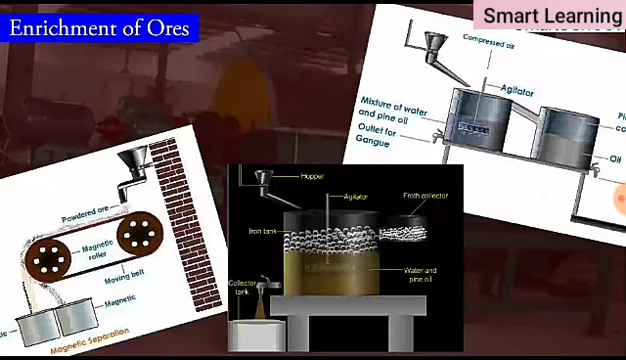 Smart Learning
Enrichment of Ores
Compressed air
Agitator
Mixture of water
and pine oil
Outlet for
Gangue
Oil
Hopper
Agitator
Froth collector
Iron tank
Water and
pine oil
Collector
tank
Powdered ore
Magnetic
roller
Moving belt
Magnetic
Magnetic Separation